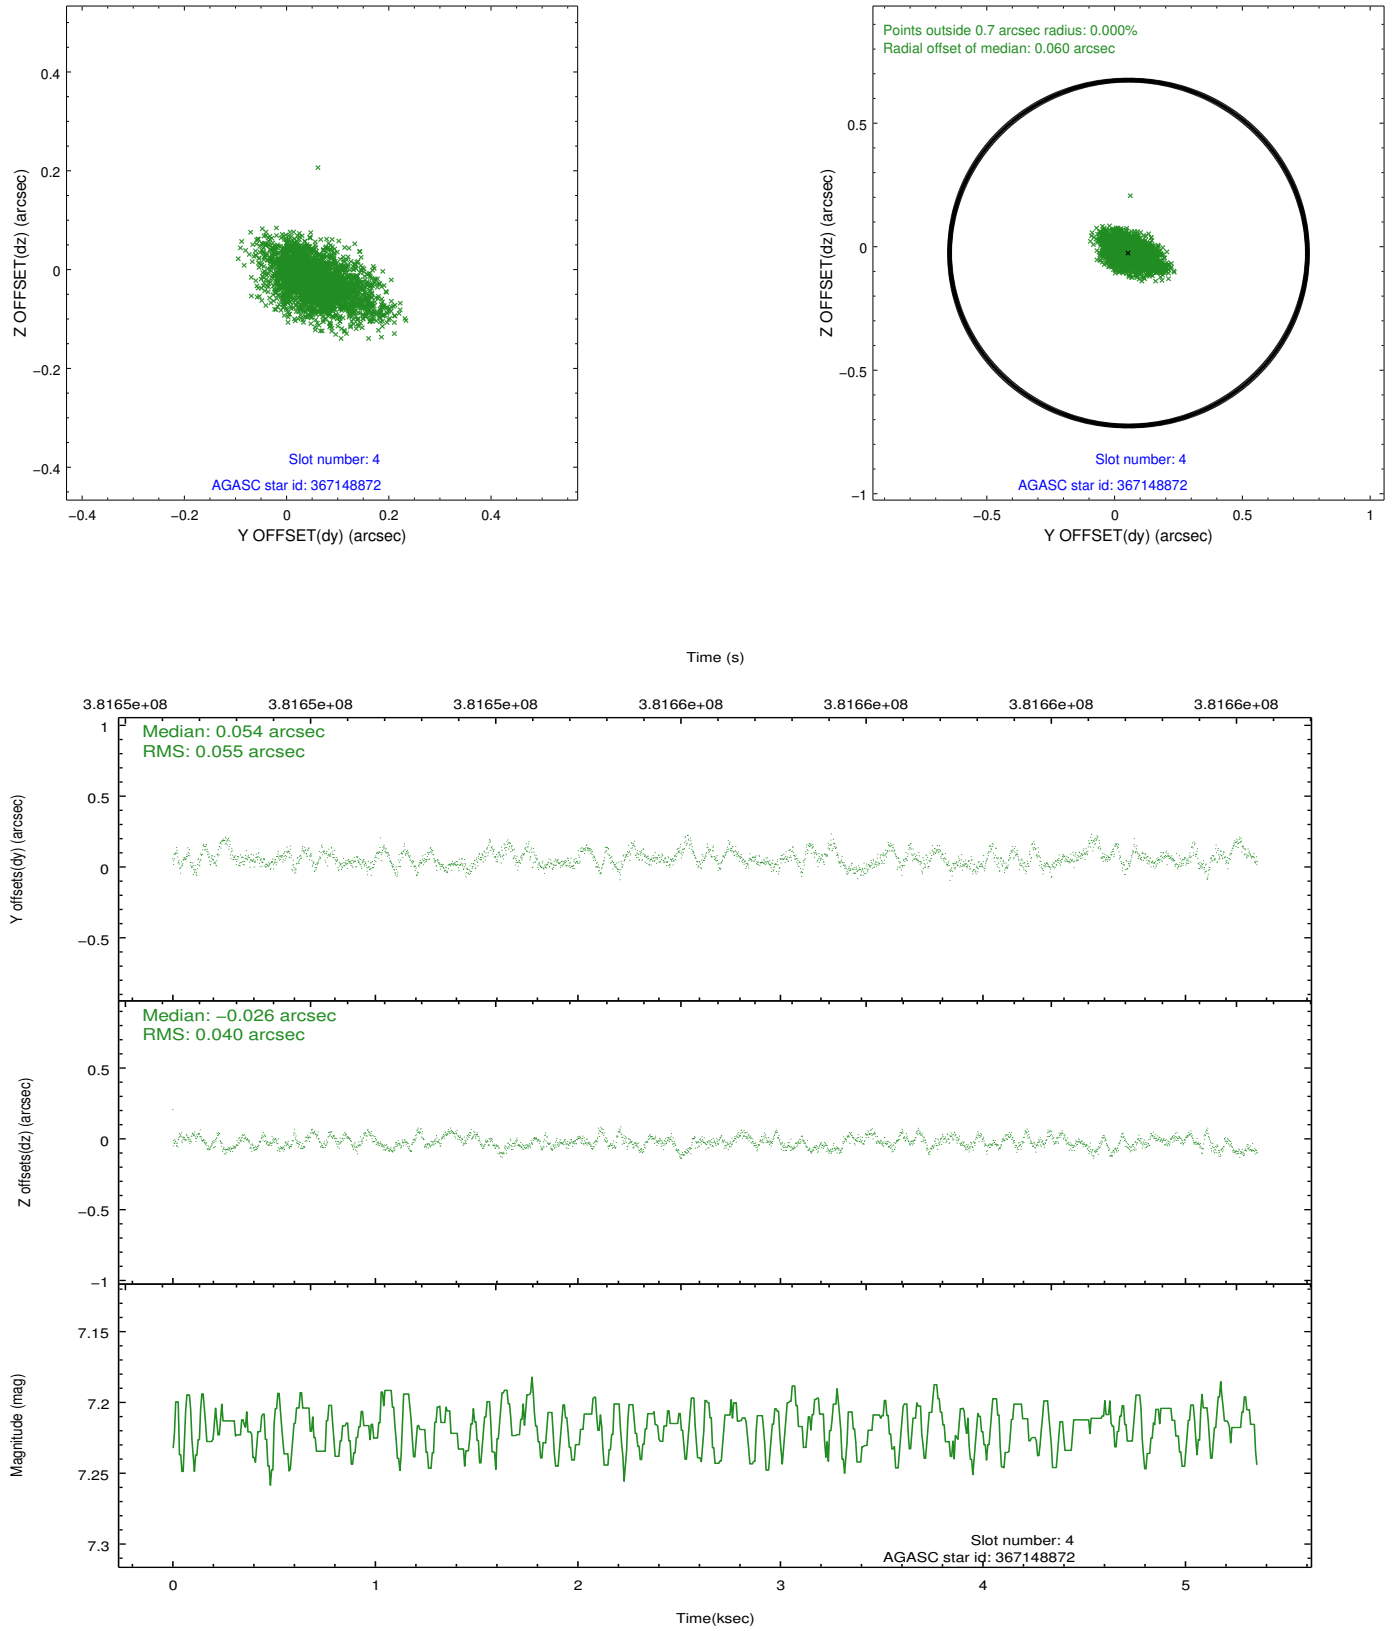 0.4
0.2
0
−0.2
−0.4
Z OFFSET(dz) (arcsec)
Slot number: 4
AGASC star id: 367148872
−0.4 −0.2 0 0.2 0.4
Y OFFSET(dy) (arcsec)
Points outside 0.7 arcsec radius: 0.000%
Radial offset of median: 0.060 arcsec
0.5
0
−0.5
−1
Z OFFSET(dz) (arcsec)
Slot number: 4
AGASC star id: 367148872
−0.5 0 0.5 1
Y OFFSET(dy) (arcsec)
Time (s)
3.8165e+08 3.8165e+08 3.8165e+08 3.8166e+08 3.8166e+08 3.8166e+08 3.8166e+08
Median: 0.054 arcsec
RMS: 0.055 arcsec
1
0.5
0
−0.5
Y offsets(dy) (arcsec)
Median: −0.026 arcsec
RMS: 0.040 arcsec
0.5
0
−0.5
−1
Z offsets(dz) (arcsec)
7.15
7.2
7.25
7.3
Magnitude (mag)
Slot number: 4
AGASC star id: 367148872
0 1 2 3 4 5
Time(ksec)